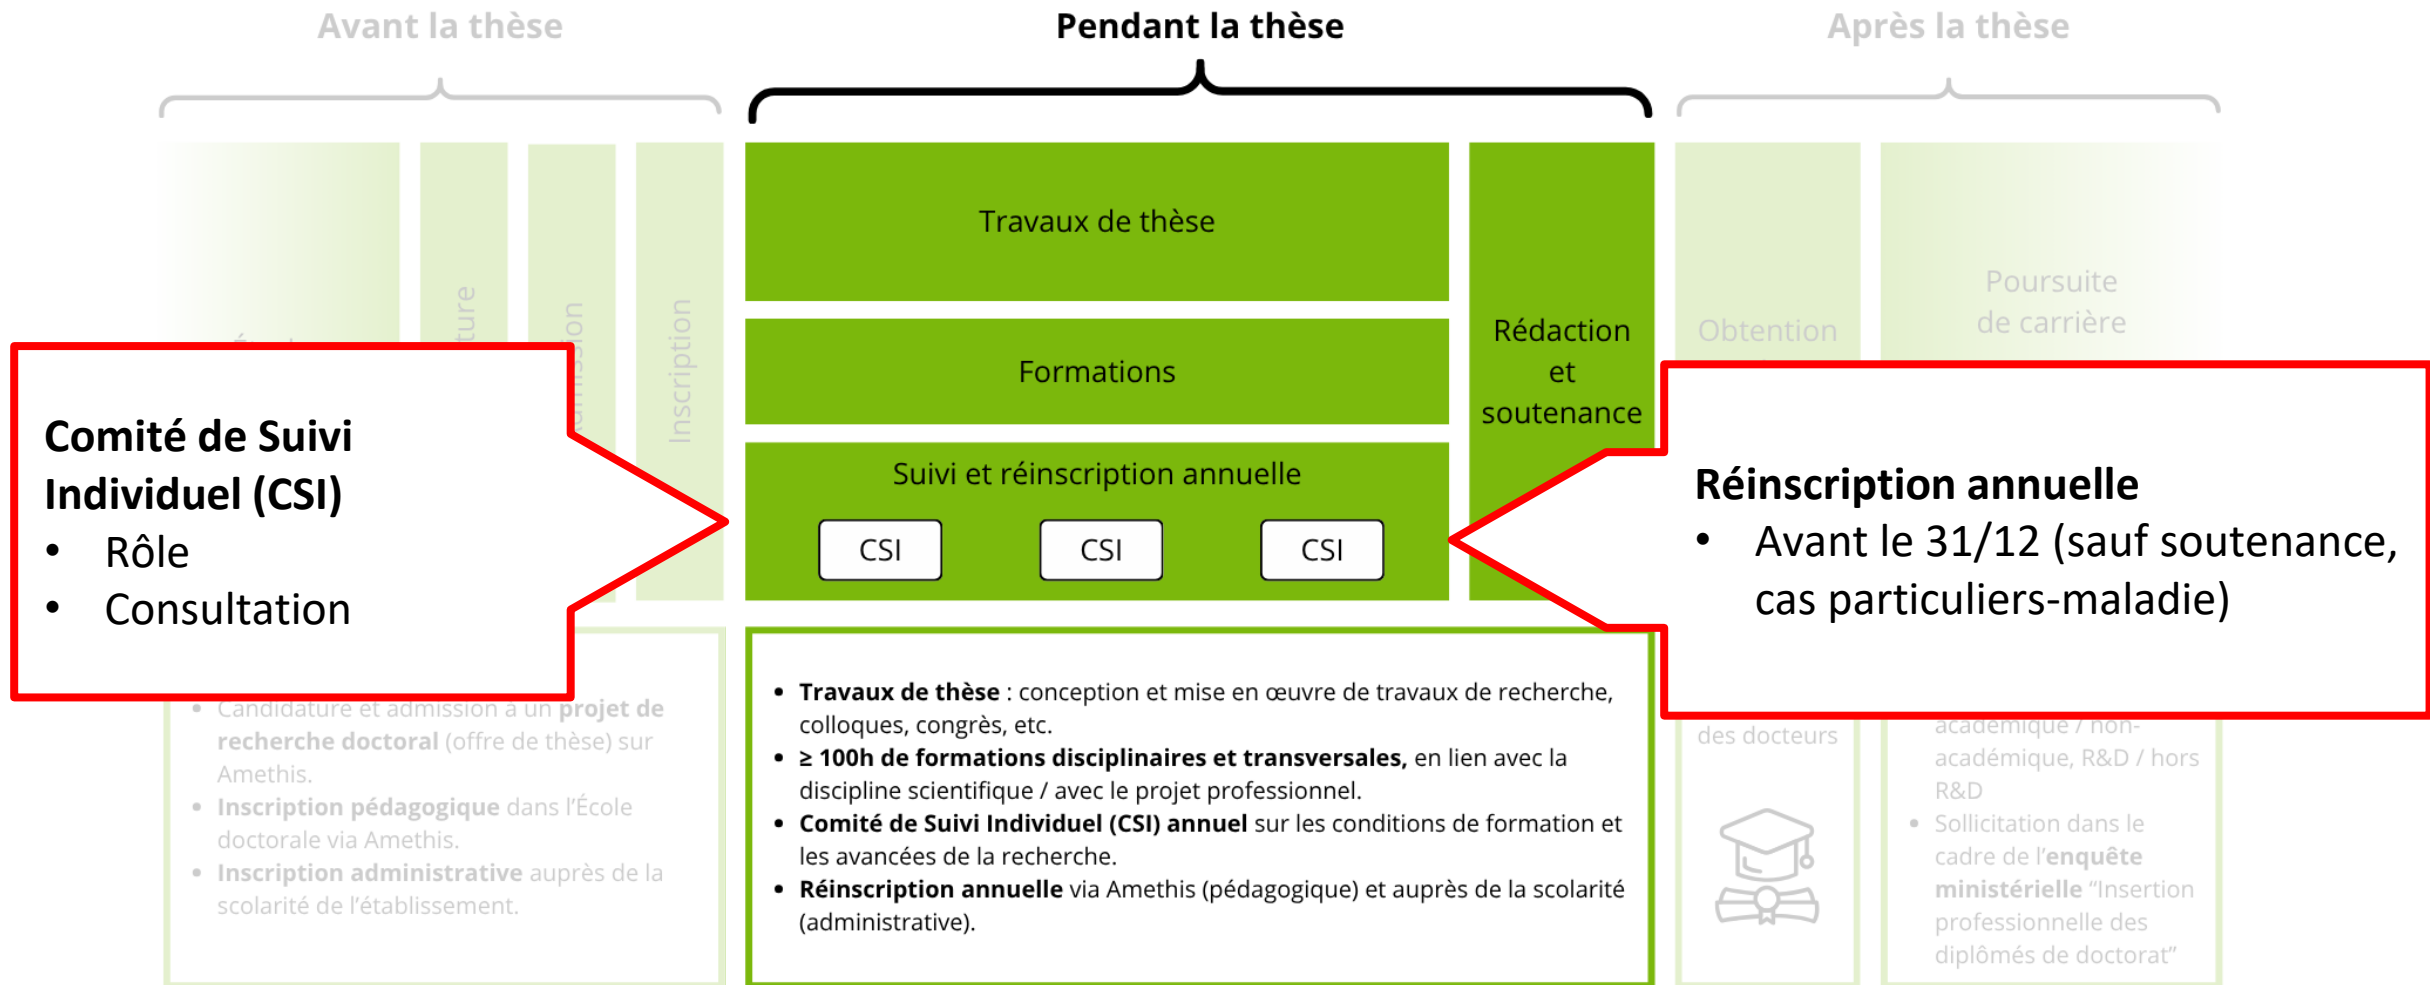 Avant la thèse
Pendant la thèse
Après la thèse
Inscription
Travaux de thèse
Formations
Suivi et réinscription annuelle
CSI
CSI
CSI
Rédaction
et
soutenance
Obtention
Poursuite
de carrière
Comité de Suivi
Individuel (CSI)
• Rôle
• Consultation
Réinscription annuelle
• Avant le 31/12 (sauf soutenance,
cas particuliers-maladie)
• Candidature et admission à un projet de
recherche doctoral (offre de thèse) sur
Amethis.
• Inscription pédagogique dans l’École
doctorale via Amethis.
• Inscription administrative auprès de la
scolarité de l’établissement.
• Travaux de thèse : conception et mise en œuvre de travaux de recherche,
colloques, congrès, etc.
• ≥ 100h de formations disciplinaires et transversales, en lien avec la
discipline scientifique / avec le projet professionnel.
• Comité de Suivi Individuel (CSI) annuel sur les conditions de formation et
les avancées de la recherche.
• Réinscription annuelle via Amethis (pédagogique) et auprès de la scolarité
(administrative).
des docteurs
académique / non-
académique, R&D / hors
R&D
• Sollicitation dans le
cadre de l’enquête
ministérielle “Insertion
professionnelle des
diplômés de doctorat”